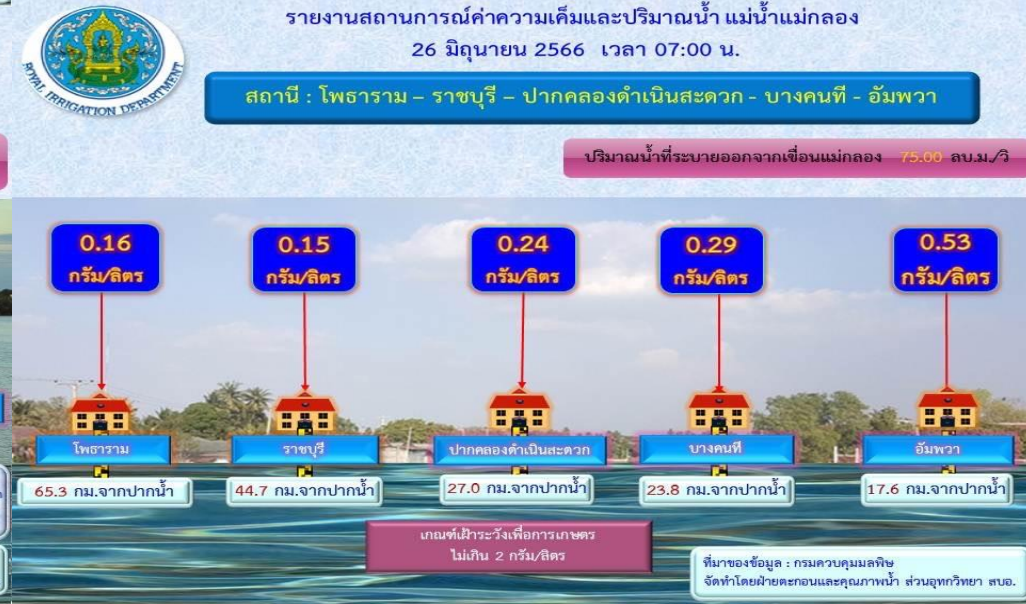 รายงานสถานการณ์ค่าความเค็มและปริมาณน้ำ แม่น้ำแม่กลอง
26 มิถุนายน 2566 เวลา 07:00 น.
ROYAL IRRIGATION DEPARTMENT
สถานี : โพธาราม – ราชบุรี – ปากคลองดำเนินสะดวก - บางคนที - อัมพวา
ปริมาณน้ำที่ระบายออกจากเขื่อนแม่กลอง 75.00 ลบ.ม./วิ
0.16 0.15 0.24 0.29 0.53
กรัม/ลิตร กรัม/ลิตร กรัม/ลิตร กรัม/ลิตร กรัม/ลิตร
โพธาราม ราชบุรี ปากคลองดำเนินสะดวก บางคนที อัมพวา
65.3 กม.จากปากน้ำ 44.7 กม.จากปากน้ำ 27.0 กม.จากปากน้ำ 23.8 กม.จากปากน้ำ 17.6 กม.จากปากน้ำ
เกณฑ์เฝ้าระวังเพื่อการเกษตร
ไม่เกิน 2 กรัม/ลิตร
ที่มาของข้อมูล : กรมควบคุมมลพิษ
จัดทำโดยฝ่ายตะกอนและคุณภาพน้ำ ส่วนอุทกวิทยา สบอ.